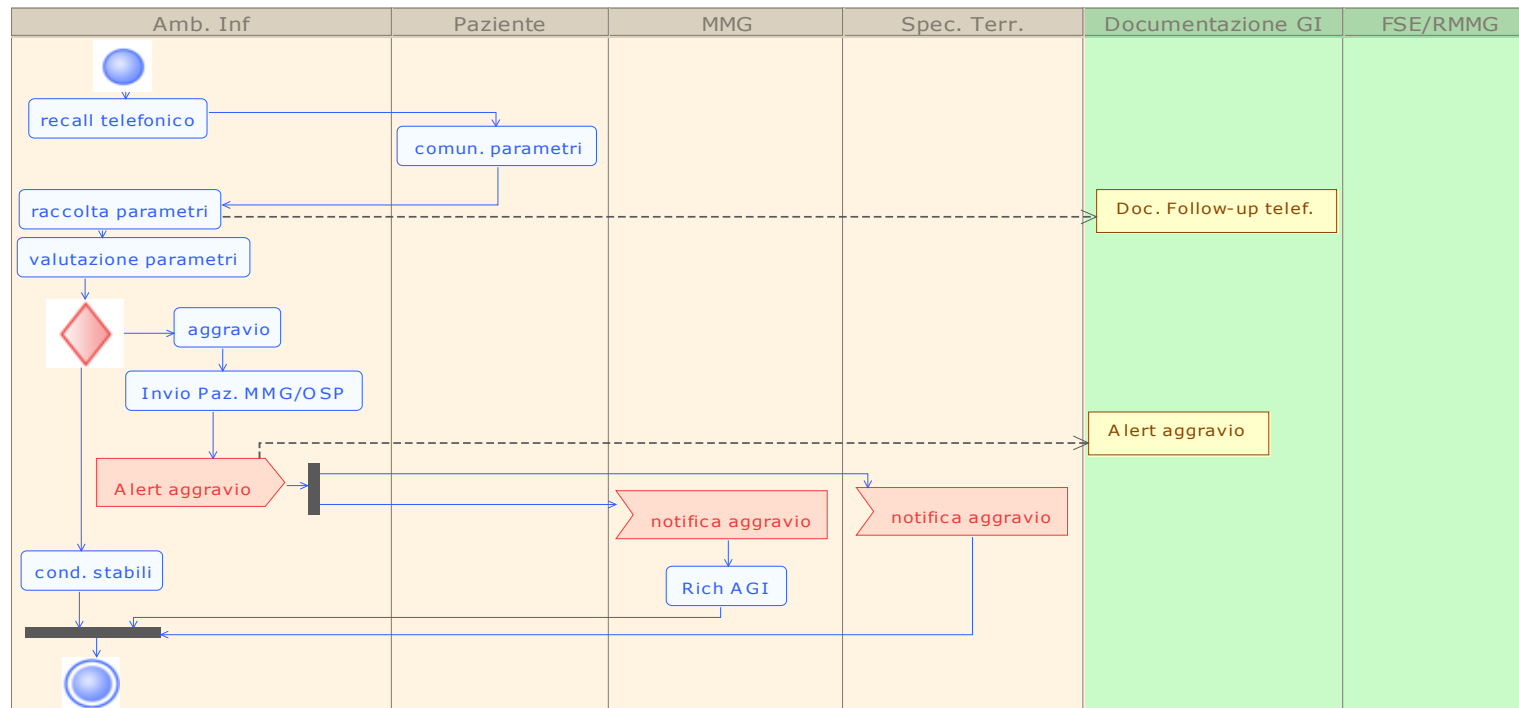 Amb. Inf
Paziente
MMG
Spec. Terr.
Documentazione GI
FSE/RMMG
recall telefonico
comun. parametri
raccolta parametri
Doc. Follow-up telef.
valutazione parametri
aggravio
Invio Paz. MMG/OSP
Alert aggravio
Alert aggravio
notifica aggravio
notifica aggravio
cond. stabili
Rich AGI